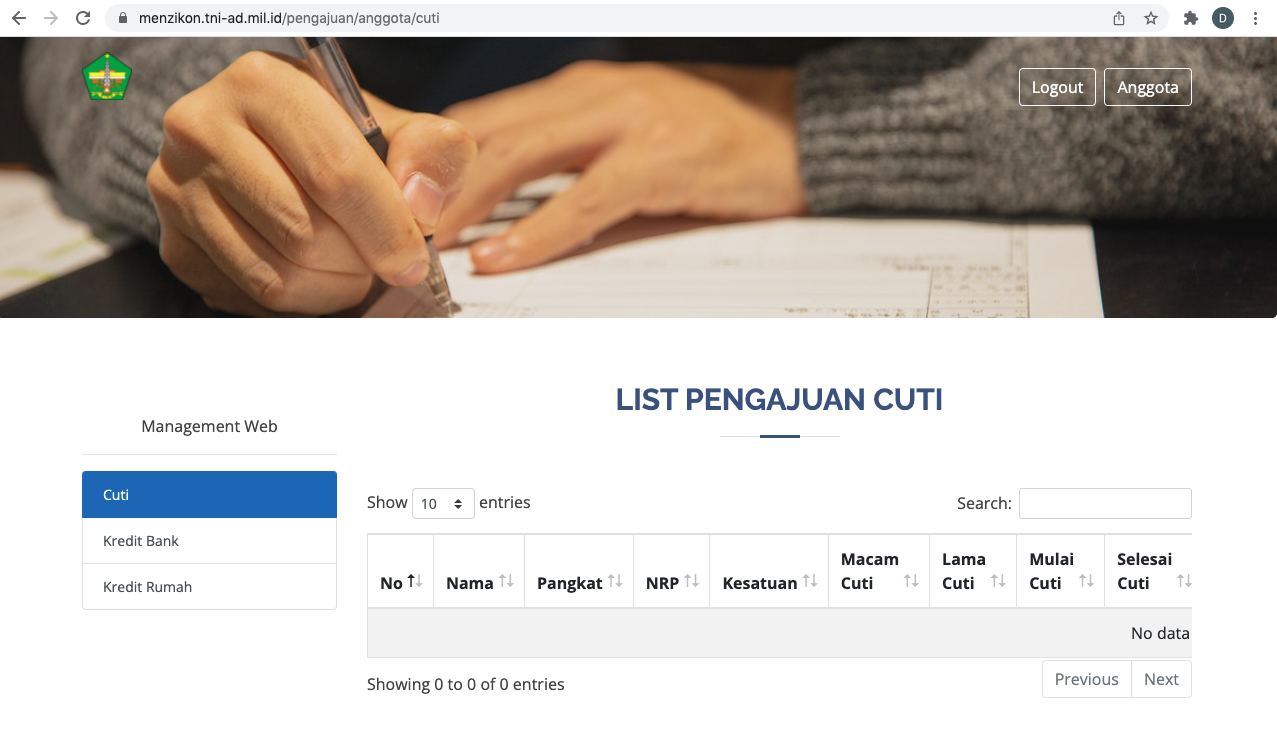 menzikon.tni-ad.mil.id/pengajuan/anggota/cuti
D
Logout
Anggota
LIST PENGAJUAN CUTI
Management Web
Cuti
Kredit Bank
Kredit Rumah
Show 10 entries
Search:
No Nama Pangkat NRP Kesatuan Macam Cuti Lama Cuti Mulai Cuti Selesai Cuti
No data
Showing 0 to 0 of 0 entries
Previous Next